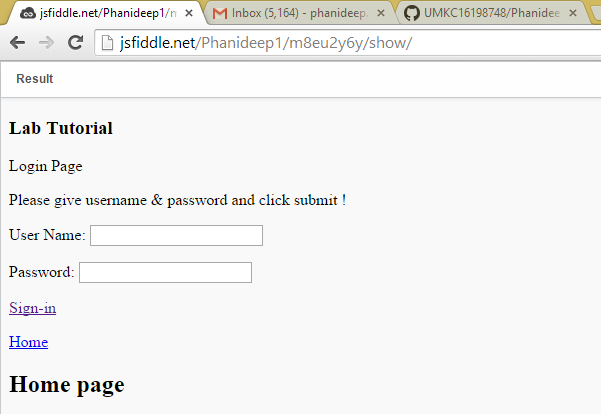 jsfiddle.net/Phanideep1/n
Inbox (5,164) - phanideep.
UMKC16198748/Phanidee
jsfiddle.net/Phanideep1/m8eu2y6y/show/
Result
Lab Tutorial
Login Page
Please give username & password and click submit !
User Name:
Password:
Sign-in
Home
Home page